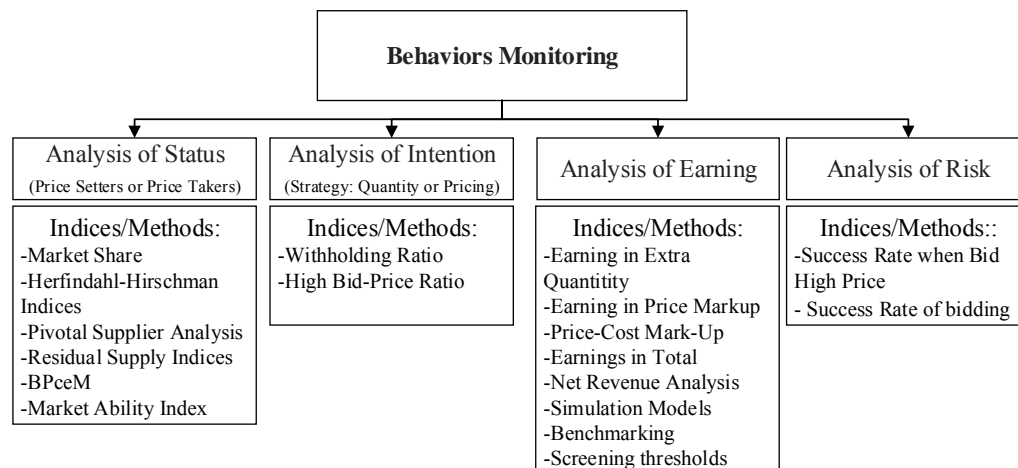 Behaviors Monitoring
Analysis of Status
(Price Setters or Price Takers)
Indices/Methods:
-Market Share
-Herfindahl-Hirschman
Indices
-Pivotal Supplier Analysis
-Residual Supply Indices
-BPceM
-Market Ability Index
Analysis of Intention
(Strategy: Quantity or Pricing)
Indices/Methods:
-Withholding Ratio
-High Bid-Price Ratio
Analysis of Earning
Indices/Methods:
-Earning in Extra
Quantitity
-Earning in Price Markup
-Price-Cost Mark-Up
-Earnings in Total
-Net Revenue Analysis
-Simulation Models
-Benchmarking
-Screening thresholds
Analysis of Risk
Indices/Methods::
-Success Rate when Bid
High Price
- Success Rate of bidding